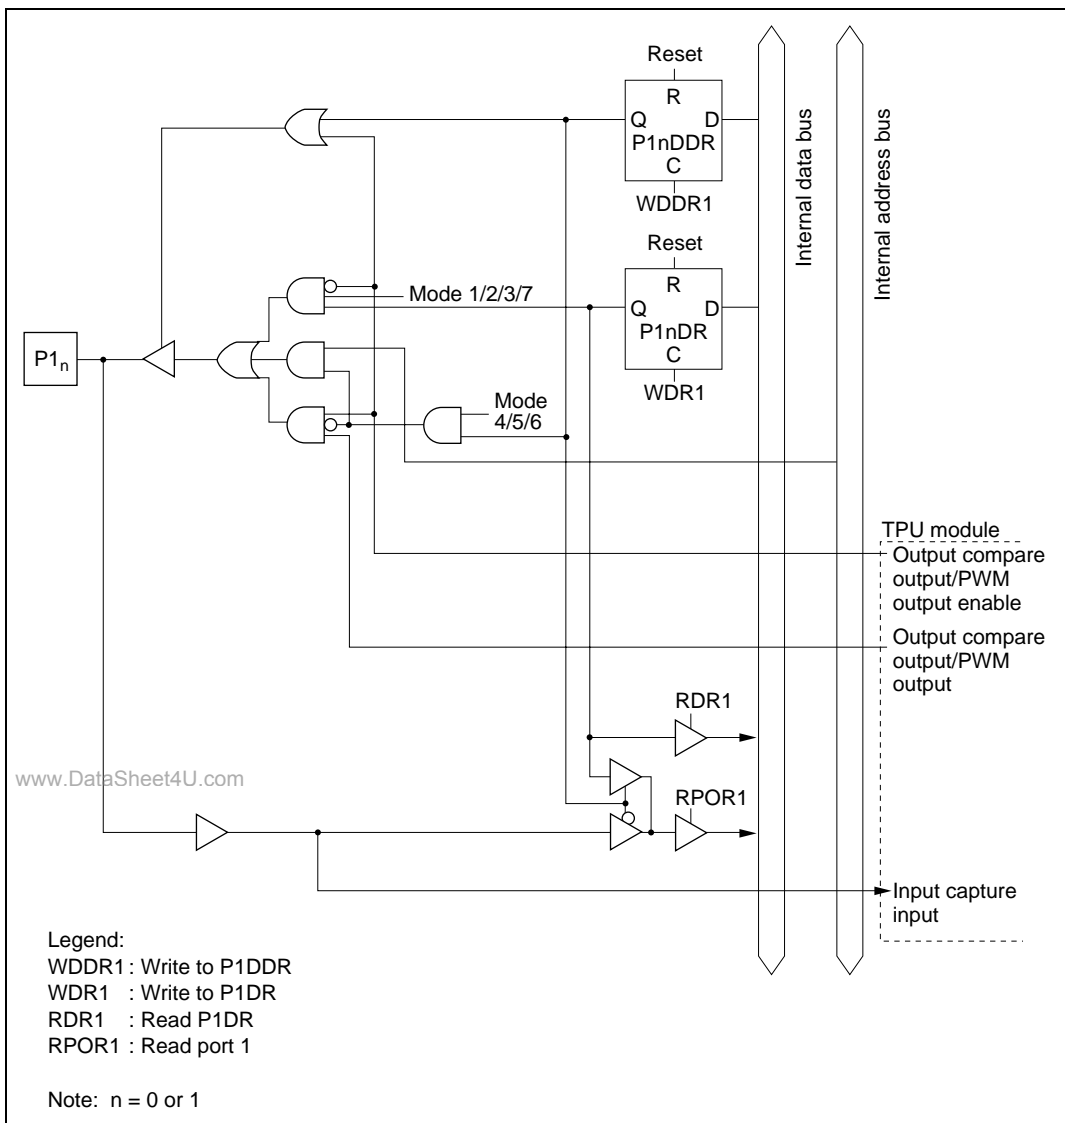 Reset
R
Q D
P1nDDR
C
WDDR1
Internal data bus
Internal address bus
Reset
R
Q D
P1nDR
C
WDR1
Mode 1/2/3/7
P1n
Mode
4/5/6
TPU module
Output compare
output/PWM
output enable
Output compare
output/PWM
output
RDR1
www.DataSheet4U.com
RPOR1
Input capture
input
Legend:
WDDR1 : Write to P1DDR
WDR1 : Write to P1DR
RDR1 : Read P1DR
RPOR1 : Read port 1
Note: n = 0 or 1